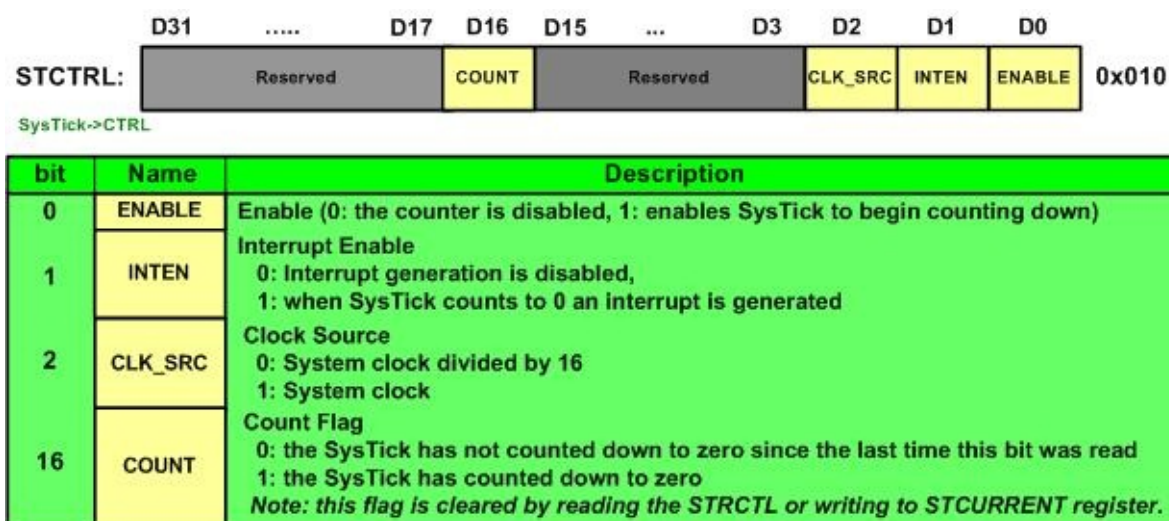 D31 ..... D17 D16 D15 ... D3 D2 D1 D0
STCTRL: Reserved COUNT Reserved CLK_SRC INTEN ENABLE 0x010
SysTick->CTRL
bit Name Description
0 ENABLE Enable (0: the counter is disabled, 1: enables SysTick to begin counting down)
Interrupt Enable
1 INTEN 0: Interrupt generation is disabled,
1: when SysTick counts to 0 an interrupt is generated
Clock Source
2 CLK_SRC 0: System clock divided by 16
1: System clock
Count Flag
0: the SysTick has not counted down to zero since the last time this bit was read
16 COUNT 1: the SysTick has counted down to zero
Note: this flag is cleared by reading the STRCTL or writing to STCURRENT register.